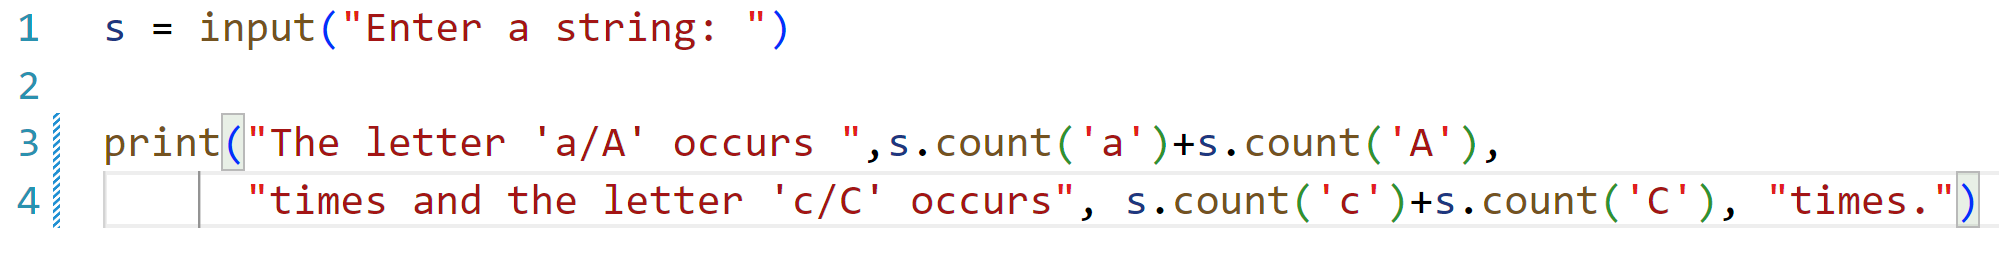 1 s = input("Enter a string: ")
2
3 print("The letter 'a/A' occurs ",s.count('a')+s.count('A'),
4       "times and the letter 'c/C' occurs", s.count('c')+s.count('C'), "times.")